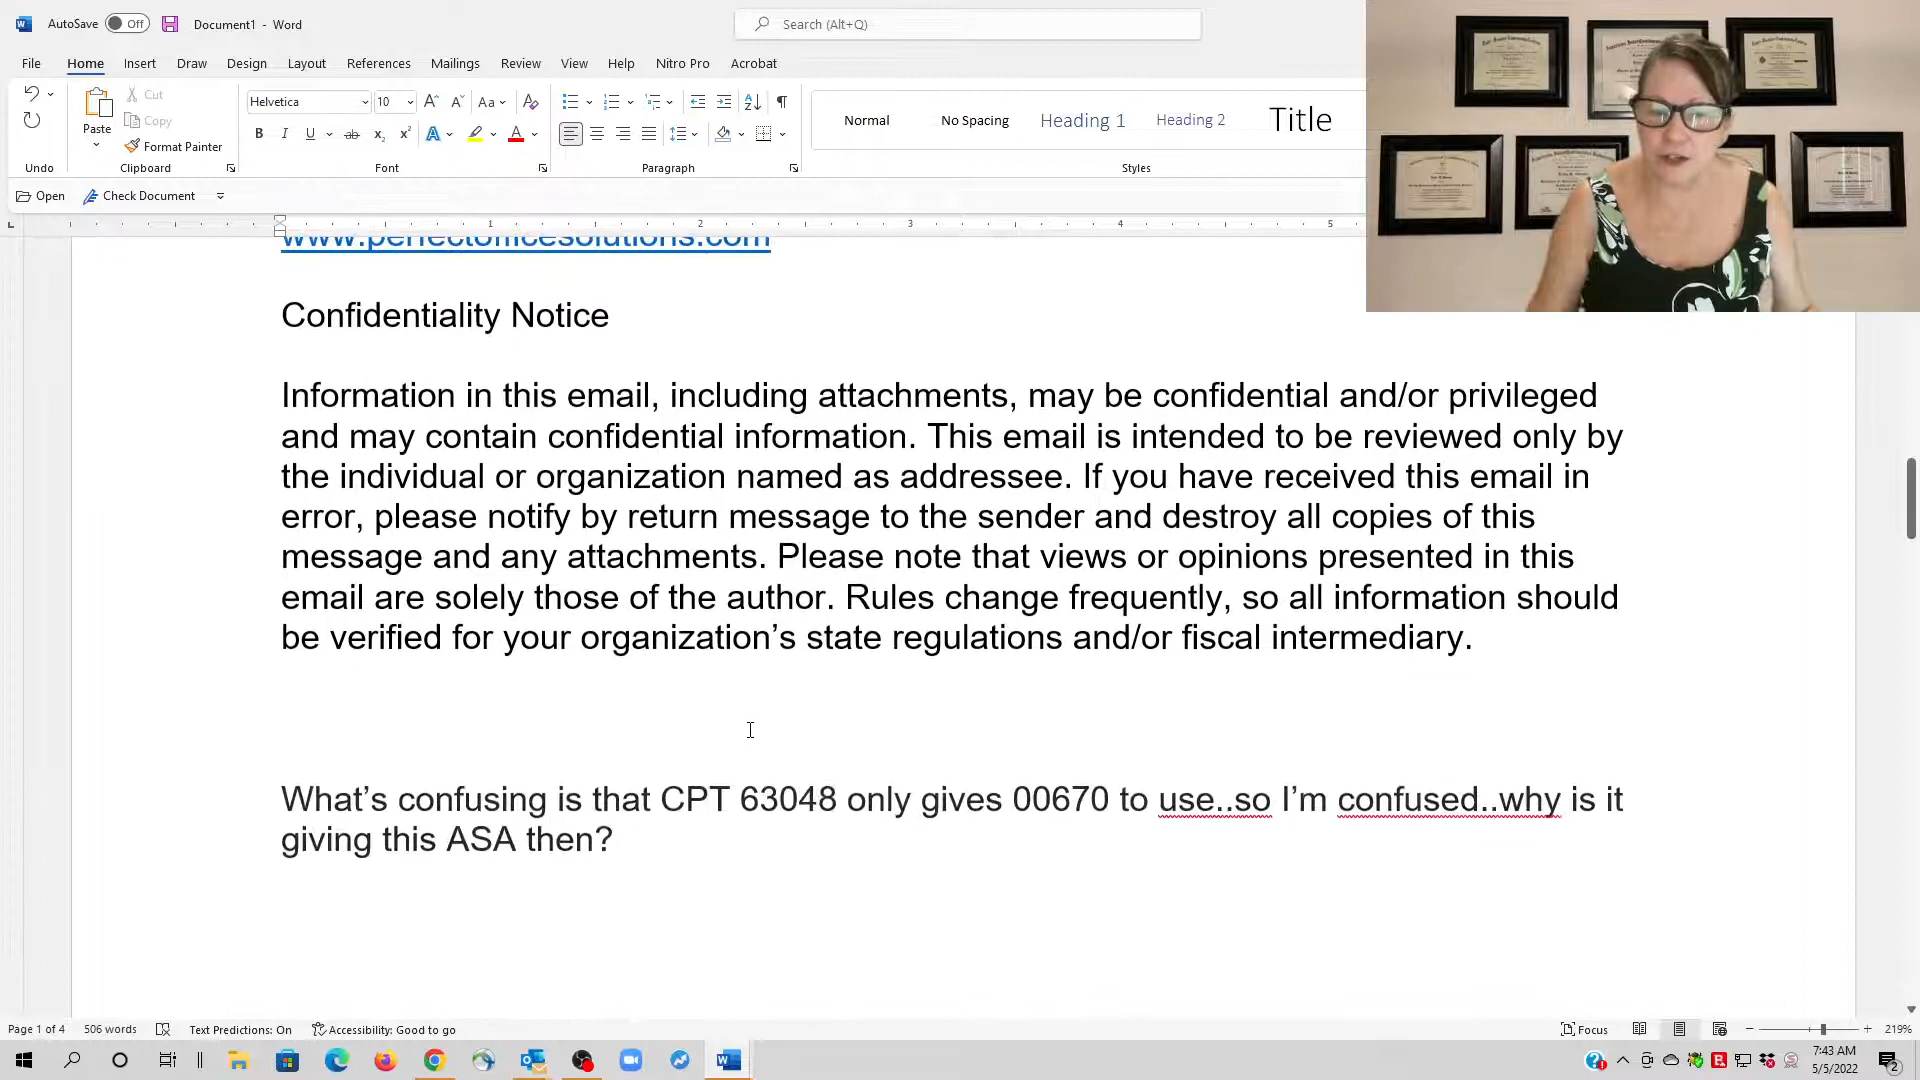 AutoSave Off Document1 - Word Search (Alt+Q)
File Home Insert Draw Design Layout References Mailings Review View Help Nitro Pro Acrobat
Paste Cut Copy Format Painter
Helvetica 10
Normal No Spacing Heading 1 Heading 2 Title
Undo Clipboard Font Paragraph Styles
Open Check Document
1 2 3 4 5
www.perfectofficesolutions.com
Confidentiality Notice
Information in this email, including attachments, may be confidential and/or privileged
and may contain confidential information. This email is intended to be reviewed only by
the individual or organization named as addressee. If you have received this email in
error, please notify by return message to the sender and destroy all copies of this
message and any attachments. Please note that views or opinions presented in this
email are solely those of the author. Rules change frequently, so all information should
be verified for your organization’s state regulations and/or fiscal intermediary.
What’s confusing is that CPT 63048 only gives 00670 to use..so I’m confused..why is it
giving this ASA then?
Page 1 of 4 506 words Text Predictions: On Accessibility: Good to go Focus 219%
7:43 AM
5/5/2022